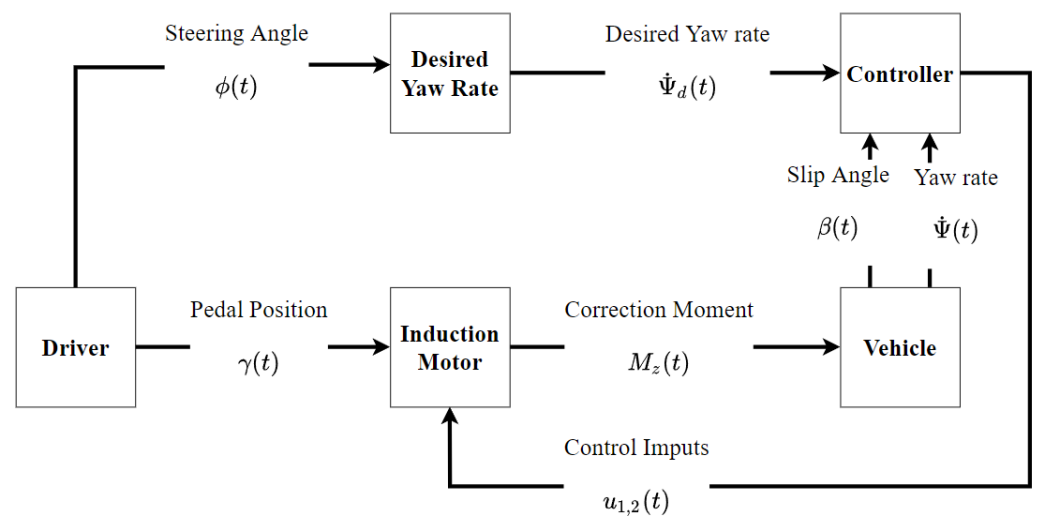 Steering Angle
ϕ(t)
Desired
Yaw Rate
Desired Yaw rate
Ψ̇_d(t)
Controller
Slip Angle
β(t)
Yaw rate
Ψ̇(t)
Driver
Pedal Position
γ(t)
Induction
Motor
Correction Moment
M_z(t)
Vehicle
Control Imputs
u_{1,2}(t)